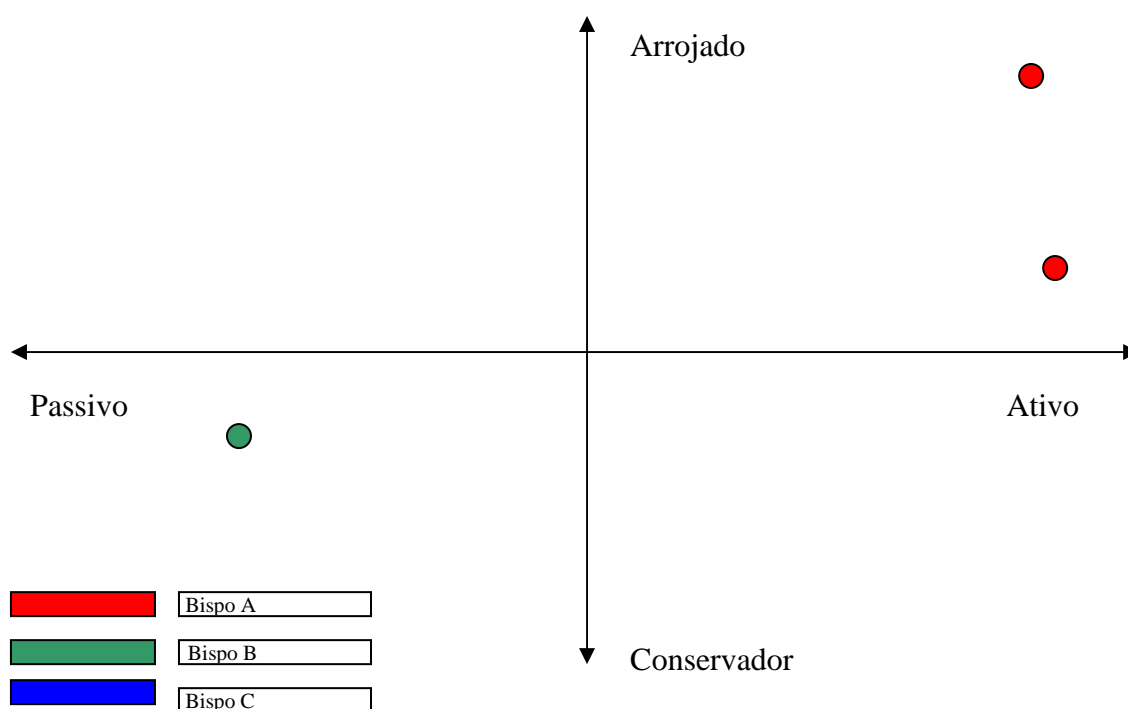 Arrojado
Passivo
Ativo
Bispo A
Bispo B
Conservador
Bispo C